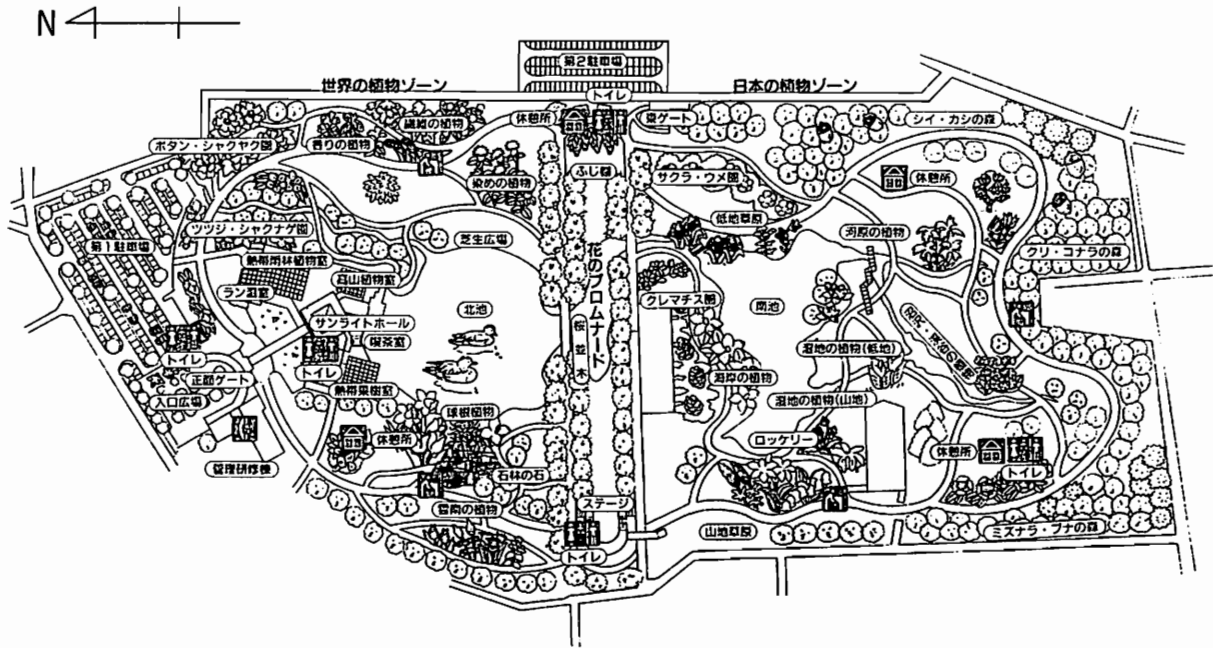 N
第2駐車場
世界の植物ゾーン
日本の植物ゾーン
トイレ
休憩所
東ゲート
繊維の植物
シイ・カシの森
ボタン・シャクヤク園
香りの植物
染めの植物
ふじ棚
サクラ・ウメ園
休憩所
低地草原
河原の植物
ツツジ・シャクナゲ園
芝生広場
第1駐車場
熱帯雨林植物室
高山植物室
クリ・コナラの森
ラン温室
花のプロムナード
クレマチス園
北池
南池
サンライトホール
喫茶室
桜並木
トイレ
トイレ
湿地の植物(低地)
正面ゲート
海岸の植物
入口広場
熱帯果樹室
湿地の植物(山地)
球根植物
休憩所
ロックリー
管理研修棟
休憩所
石林の石
トイレ
ステージ
雲南の植物
山地草原
ミズナラ・ブナの森
トイレ